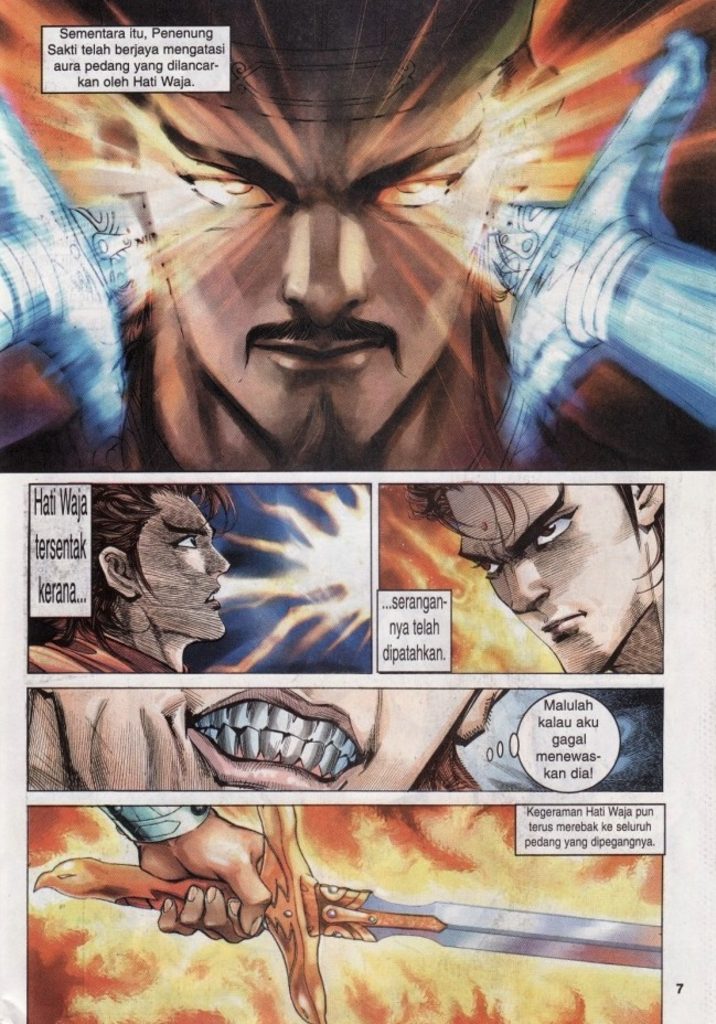 Sementara itu, Penenung
Sakti telah berjaya mengatasi
aura pedang yang dilancar-
kan oleh Hati Waja.
Hati Waja
tersentak
kerana...
...serangan-
nya telah
dipatahkan.
Malulah
kalau aku
gagal
menewas-
kan dia!
Kegeraman Hati Waja pun
terus merebak ke seluruh
pedang yang dipegangnya.
7